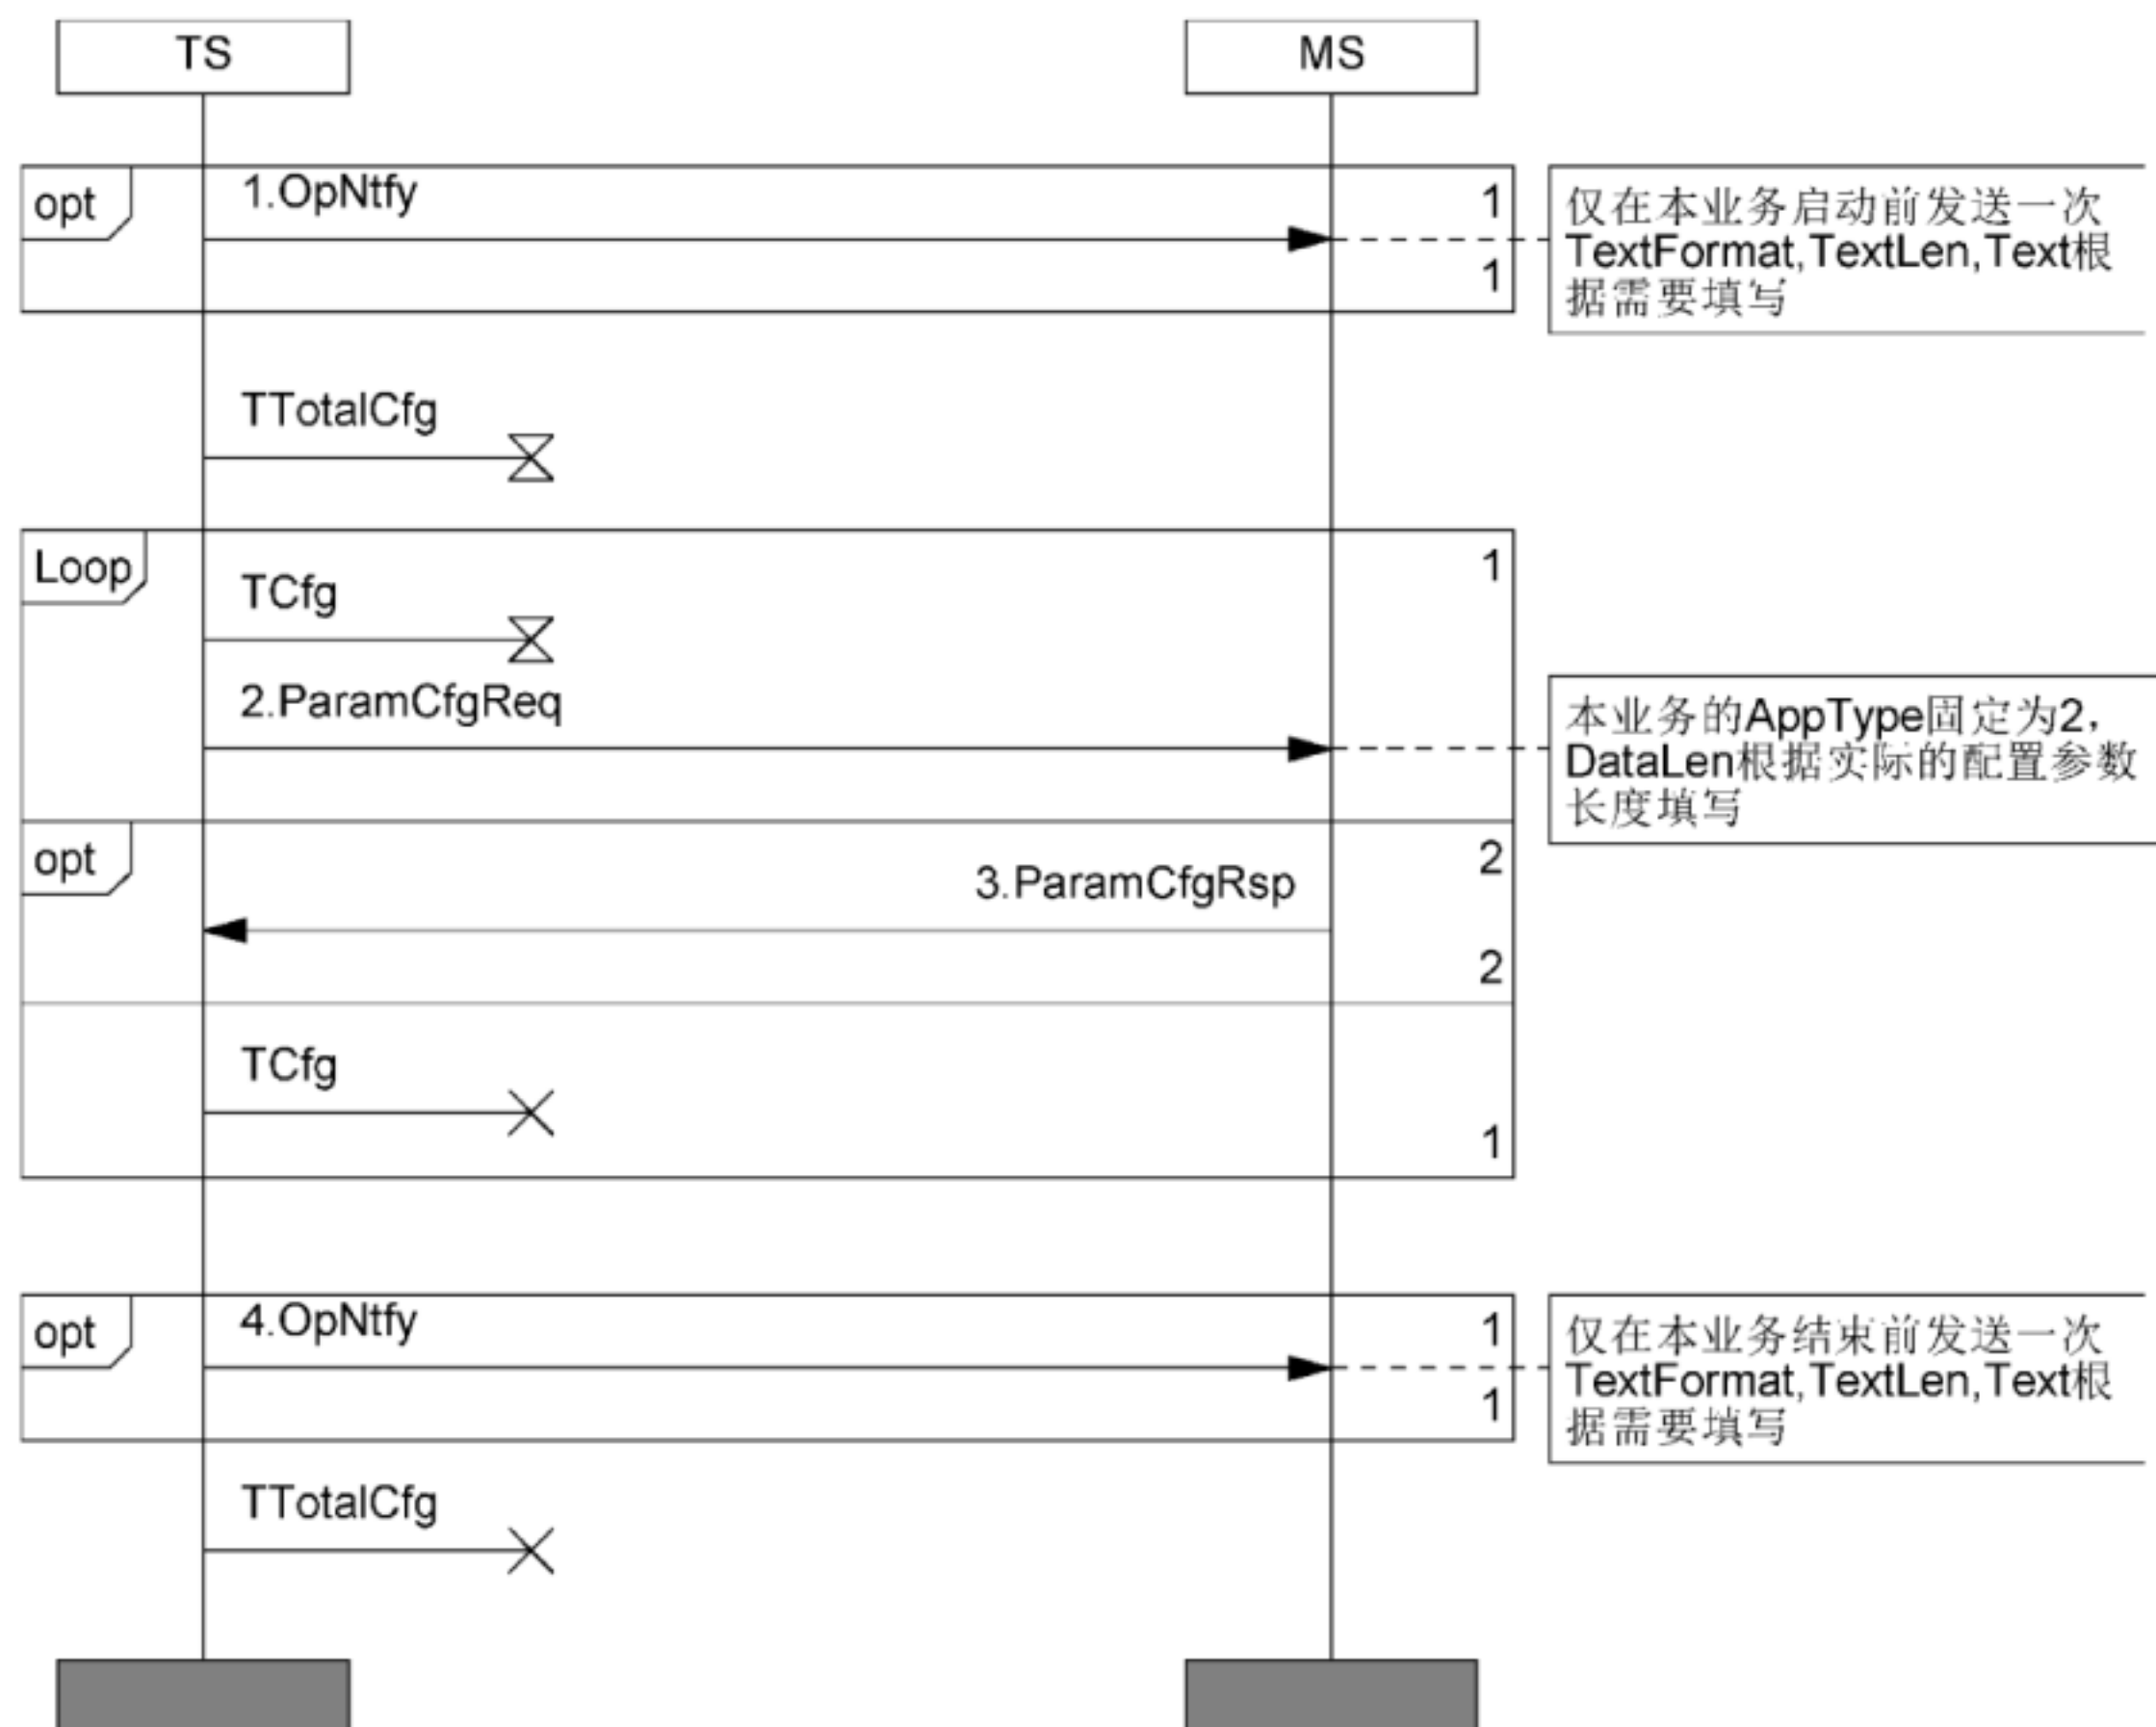 TS
MS
opt
1.OpNtfy
1
1
仅在本业务启动前发送一次
TextFormat,TextLen,Text根
据需要填写
TTotalCfg
Loop
1
TCfg
2.ParamCfgReq
本业务的AppType固定为2，
DataLen根据实际的配置参数
长度填写
opt
2
3.ParamCfgRsp
2
TCfg
1
opt
4.OpNtfy
1
1
仅在本业务结束前发送一次
TextFormat,TextLen,Text根
据需要填写
TTotalCfg